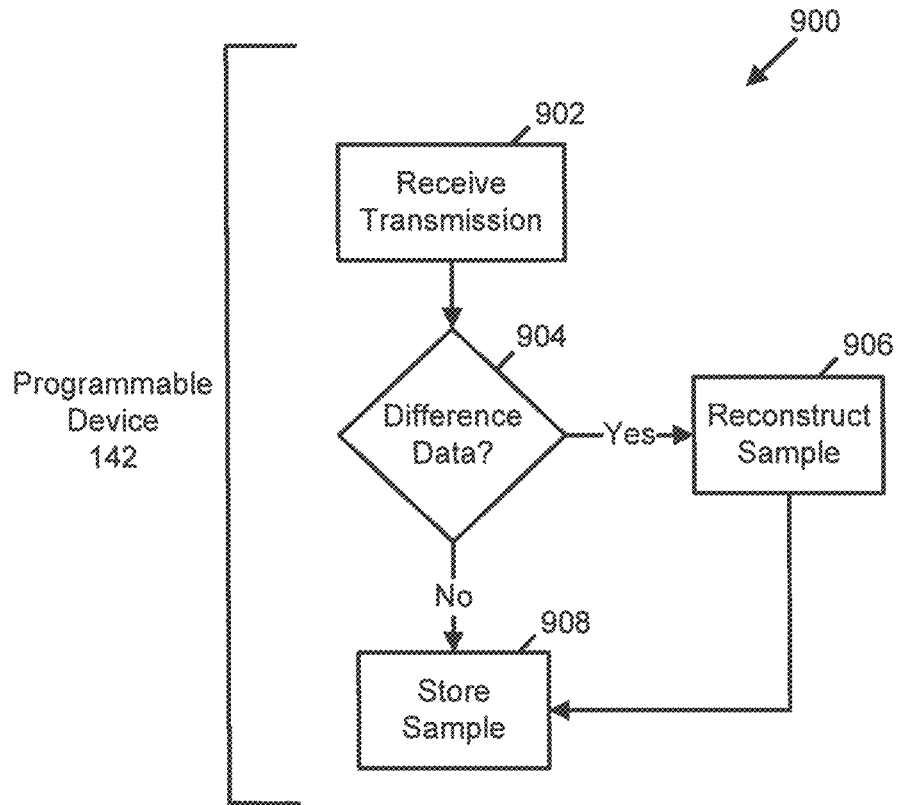 900
902
Receive
Transmission
904
Difference
Data?
Yes
906
Reconstruct
Sample
Programmable
Device
142
No
908
Store
Sample